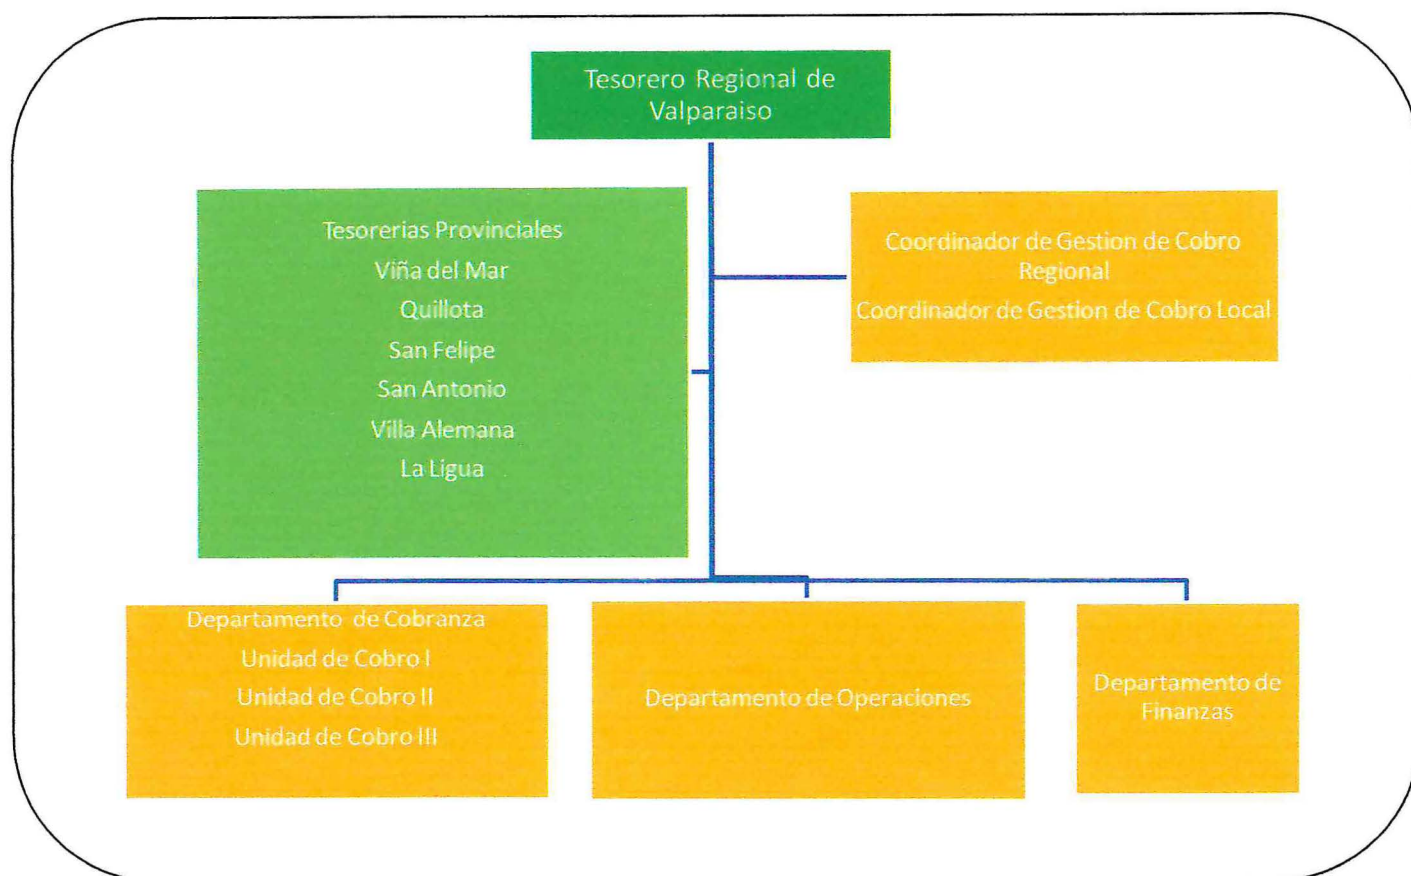 Tesorero Regional de
Valparaiso
Tesorerias Provinciales
Viña del Mar
Quillota
San Felipe
San Antonio
Villa Alemana
La Ligua
Coordinador de Gestion de Cobro
Regional
Coordinador de Gestion de Cobro Local
Departamento de Cobranza
Unidad de Cobro I
Unidad de Cobro II
Unidad de Cobro III
Departamento de Operaciones
Departamento de
Finanzas